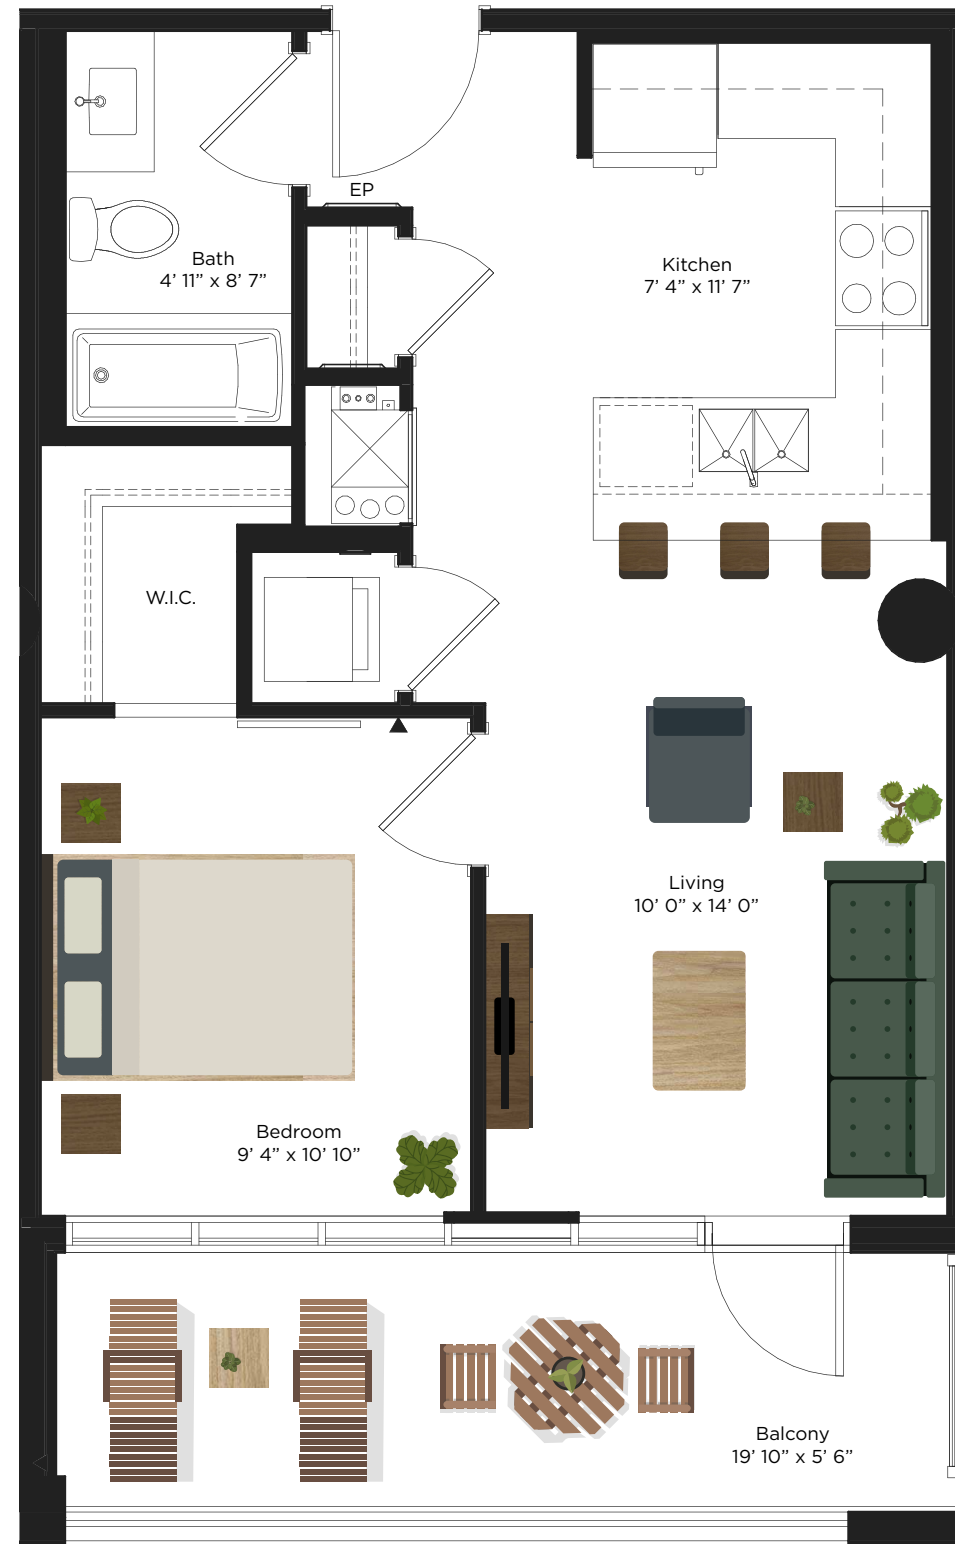 EP
Bath
4’ 11” x 8’ 7”
Kitchen
7’ 4” x 11’ 7”
W.I.C.
Living
10’ 0” x 14’ 0”
Bedroom
9’ 4” x 10’ 10”
Balcony
19’ 10” x 5’ 6”